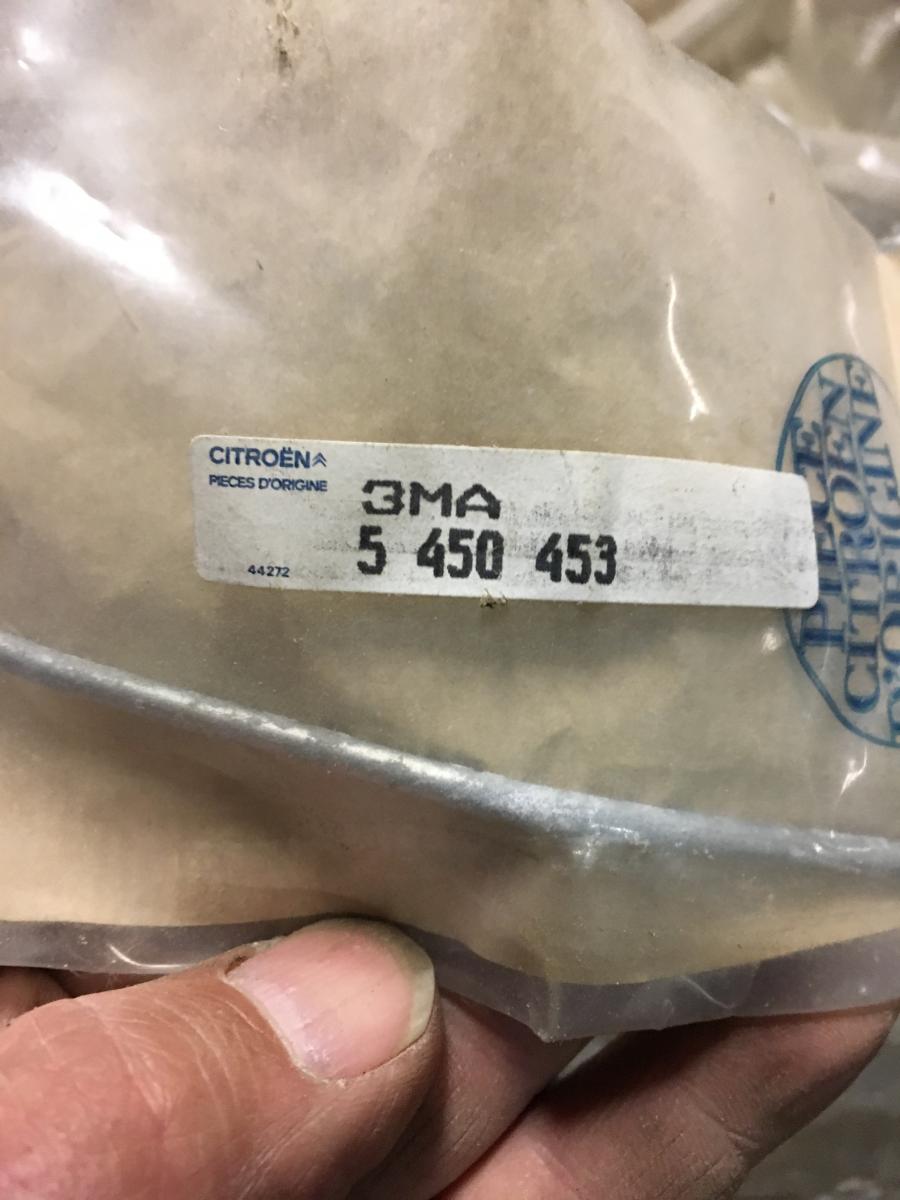 CITROËN
PIECES D'ORIGINE
3MA
5 450 453
44272
PIECE
CITROEN
D'ORIGINE